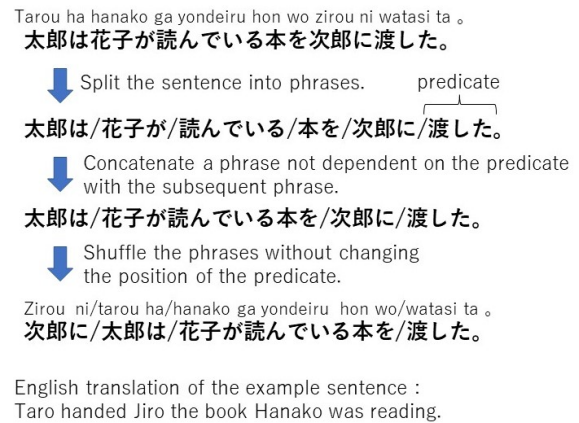 Tarou ha hanako ga yondeiru hon wo zirou ni watasi ta 。
太郎は花子が読んでいる本を次郎に渡した。
Split the sentence into phrases.
predicate
太郎は/花子が/読んでいる/本を/次郎に/渡した。
Concatenate a phrase not dependent on the predicate
with the subsequent phrase.
太郎は/花子が読んでいる本を/次郎に/渡した。
Shuffle the phrases without changing
the position of the predicate.
Zirou ni/tarou ha/hanako ga yondeiru hon wo/watasi ta 。
次郎に/太郎は/花子が読んでいる本を/渡した。
English translation of the example sentence :
Taro handed Jiro the book Hanako was reading.